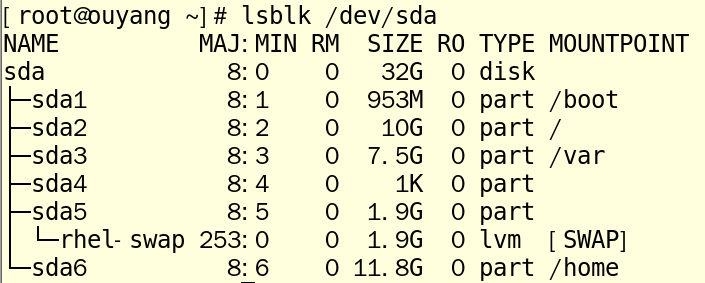 [root@ouyang ~]# lsblk /dev/sda
NAME          MAJ:MIN RM  SIZE RO TYPE MOUNTPOINT
sda             8:0    0   32G  0 disk
├─sda1          8:1    0  953M  0 part /boot
├─sda2          8:2    0   10G  0 part /
├─sda3          8:3    0  7.5G  0 part /var
├─sda4          8:4    0    1K  0 part
├─sda5          8:5    0  1.9G  0 part
│ └─rhel-swap 253:0    0  1.9G  0 lvm  [SWAP]
└─sda6          8:6    0 11.8G  0 part /home